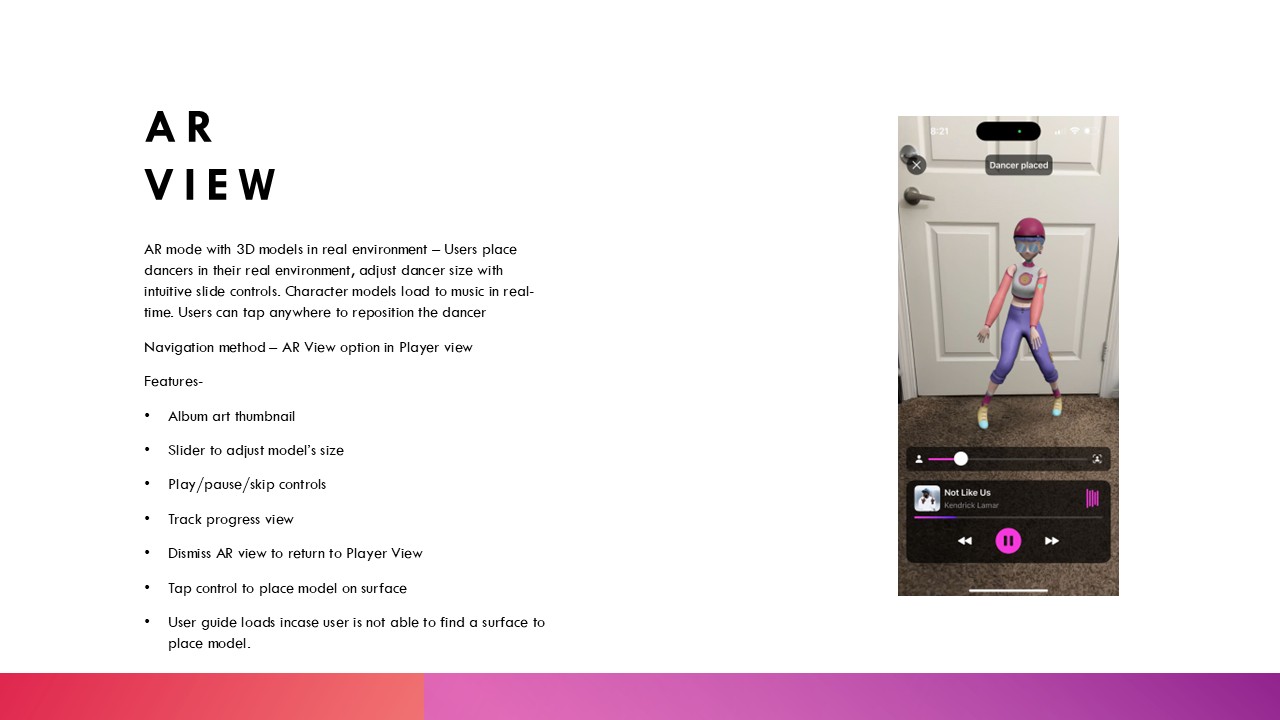 AR
VIEW
AR mode with 3D models in real environment – Users place
dancers in their real environment, adjust dancer size with
intuitive slide controls. Character models load to music in real-
time. Users can tap anywhere to reposition the dancer
Navigation method – AR View option in Player view
Features-
• Album art thumbnail
• Slider to adjust model's size
• Play/pause/skip controls
• Track progress view
• Dismiss AR view to return to Player View
• Tap control to place model on surface
• User guide loads incase user is not able to find a surface to
place model.
8:21
Dancer placed
Not Like Us
Kendrick Lamar